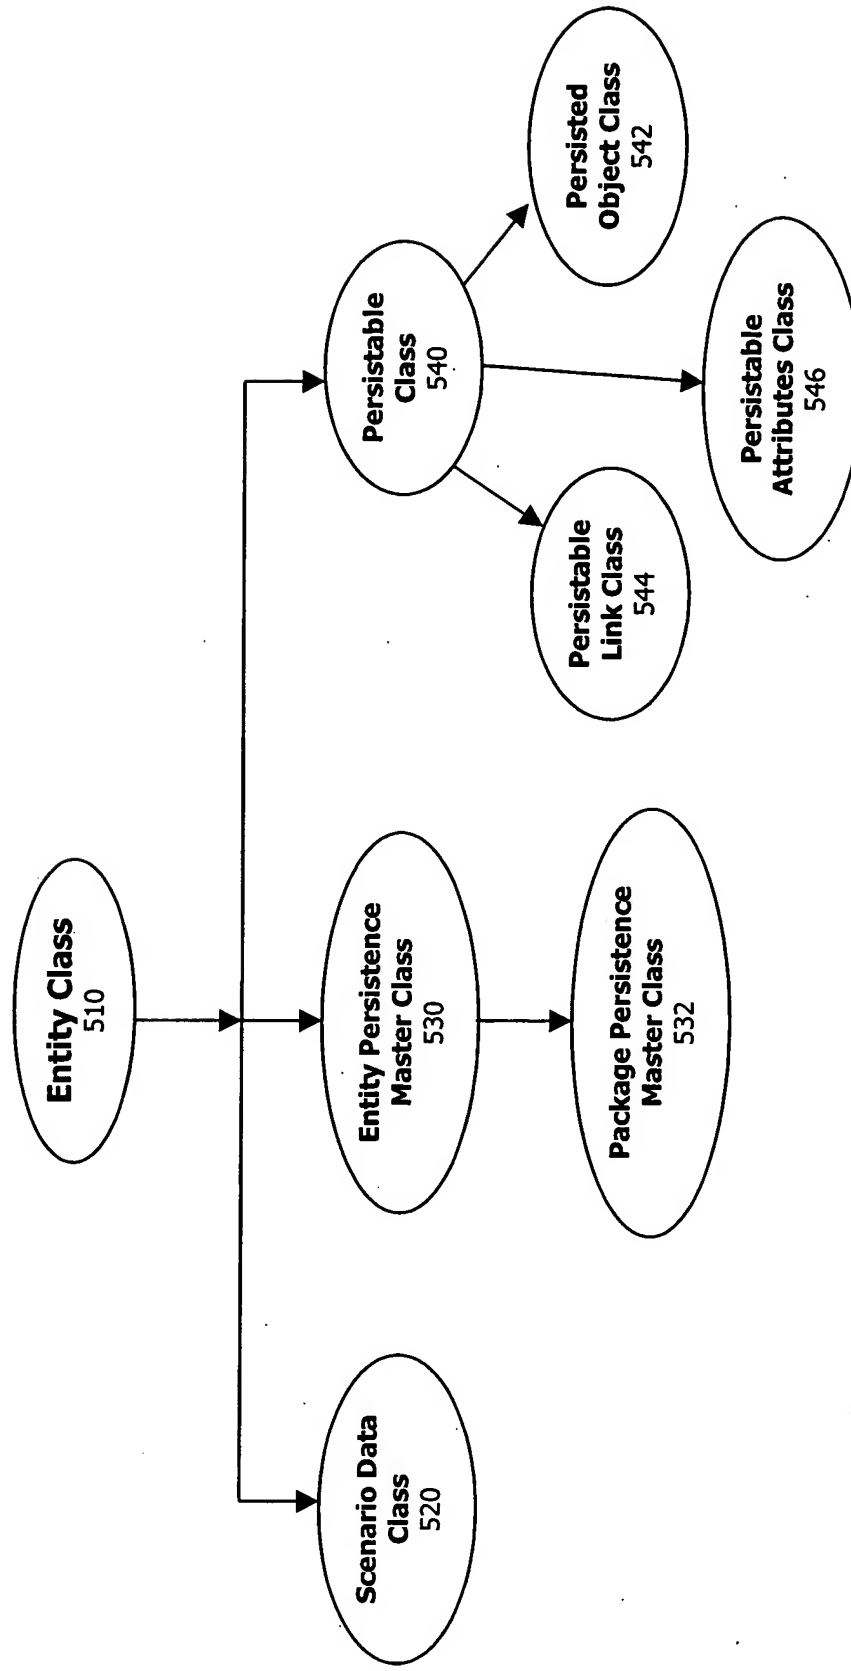 Entity Class
510
Scenario Data
Class
520
Entity Persistence
Master Class
530
Persistable
Class
540
Package Persistence
Master Class
532
Persistable
Link Class
544
Persisted
Object Class
542
Persistable
Attributes Class
546